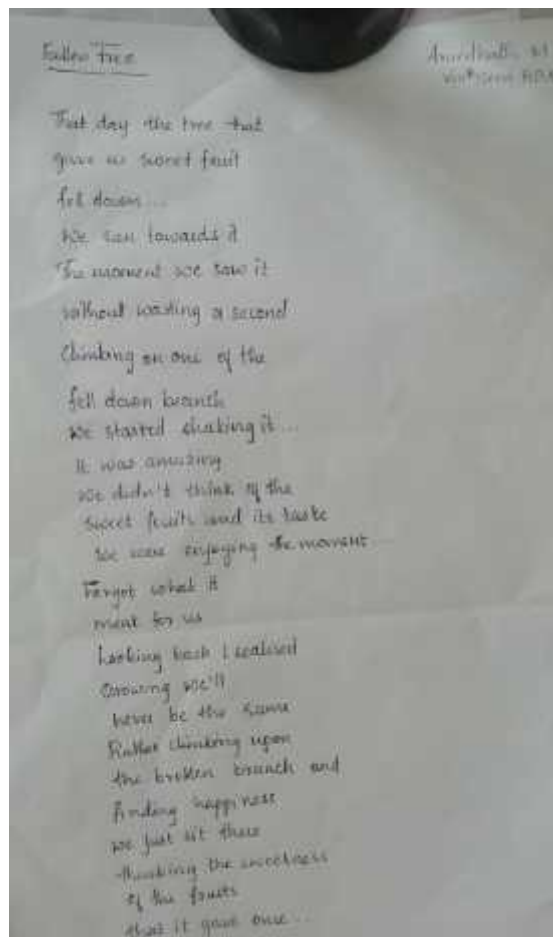 Fallen Tree
That day the tree that
gave us sweet fruit
fell down...
We ran towards it
The moment we saw it
without wasting a second
Climbing on one of the
fell down branch
we started shaking it...
It was amazing
we didn't think of the
sweet fruits and its taste
we were enjoying the moment...
Forgot what it
ment for us
Looking back I realised
Growing we'll
never be the same
Rather climbing upon
the broken branch and
finding happiness
we just sit there
thinking the sweetness
of the fruits
that it gave once...